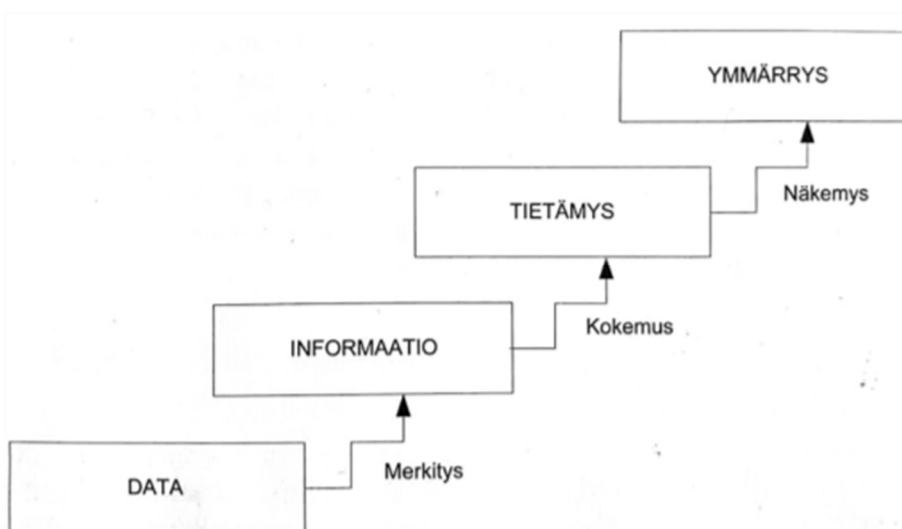 YMMÄRRYS
Näkemys
TIETÄMYS
Kokemus
INFORMAATIO
Merkitys
DATA